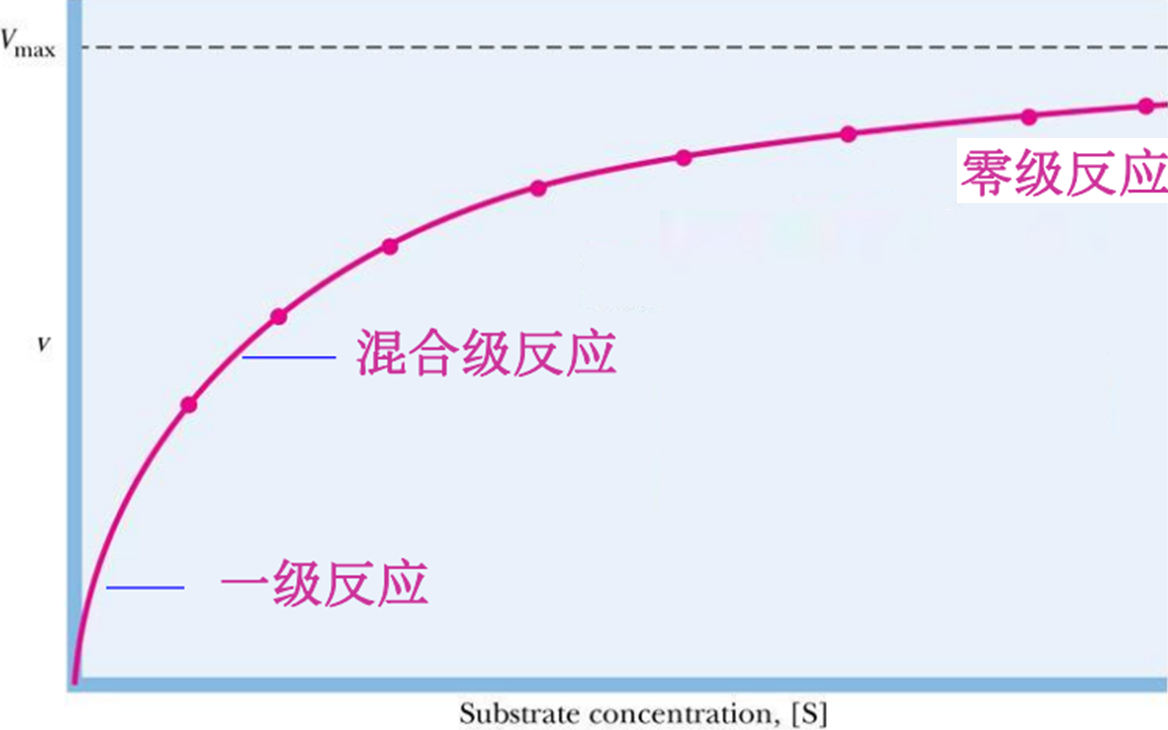 Vmax
零级反应
v
混合级反应
一级反应
Substrate concentration, [S]